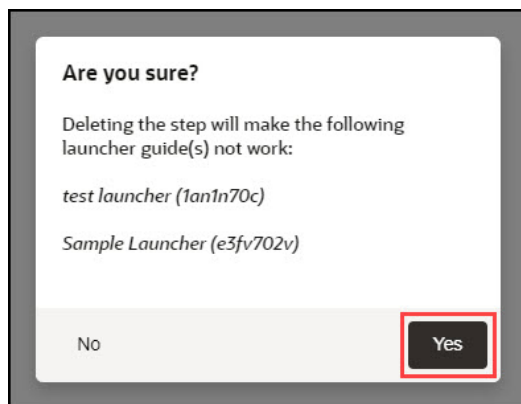 Are you sure?
Deleting the step will make the following
launcher guide(s) not work:
test launcher (1an1n70c)
Sample Launcher (e3fv702v)
No
Yes